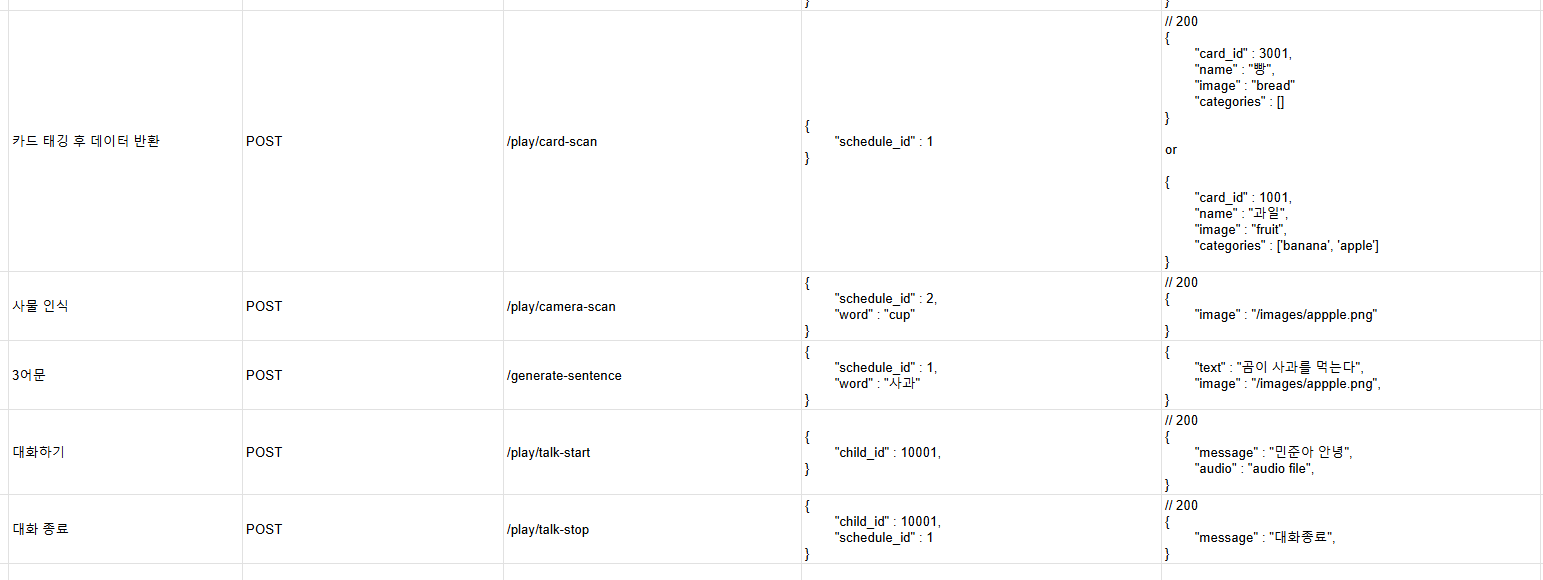 }
}
카드 태깅 후 데이터 반환
POST
/play/card-scan
{
"schedule_id" : 1
}
// 200
{
"card_id" : 3001,
"name" : "빵",
"image" : "bread"
"categories" : []
}
or
{
"card_id" : 1001,
"name" : "과일",
"image" : "fruit",
"categories" : ['banana', 'apple']
}
사물 인식
POST
/play/camera-scan
{
"schedule_id" : 2,
"word" : "cup"
}
// 200
{
"image" : "/images/appple.png"
}
3어문
POST
/generate-sentence
{
"schedule_id" : 1,
"word" : "사과"
}
{
"text" : "곰이 사과를 먹는다",
"image" : "/images/appple.png",
}
대화하기
POST
/play/talk-start
{
"child_id" : 10001,
}
// 200
{
"message" : "민준아 안녕",
"audio" : "audio file",
}
대화 종료
POST
/play/talk-stop
{
"child_id" : 10001,
"schedule_id" : 1
}
// 200
{
"message" : "대화종료",
}